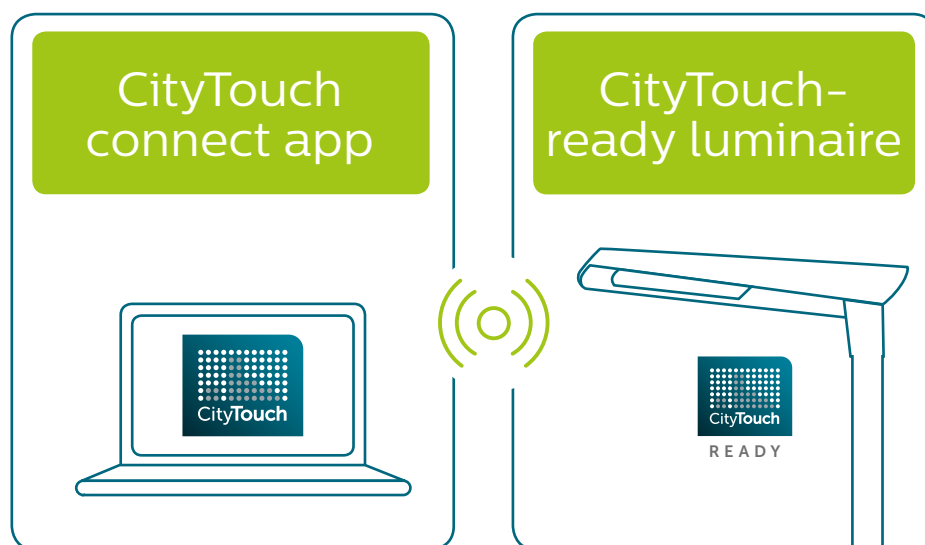 CityTouch
connect app
CityTouch-
ready luminaire
CityTouch
CityTouch
READY